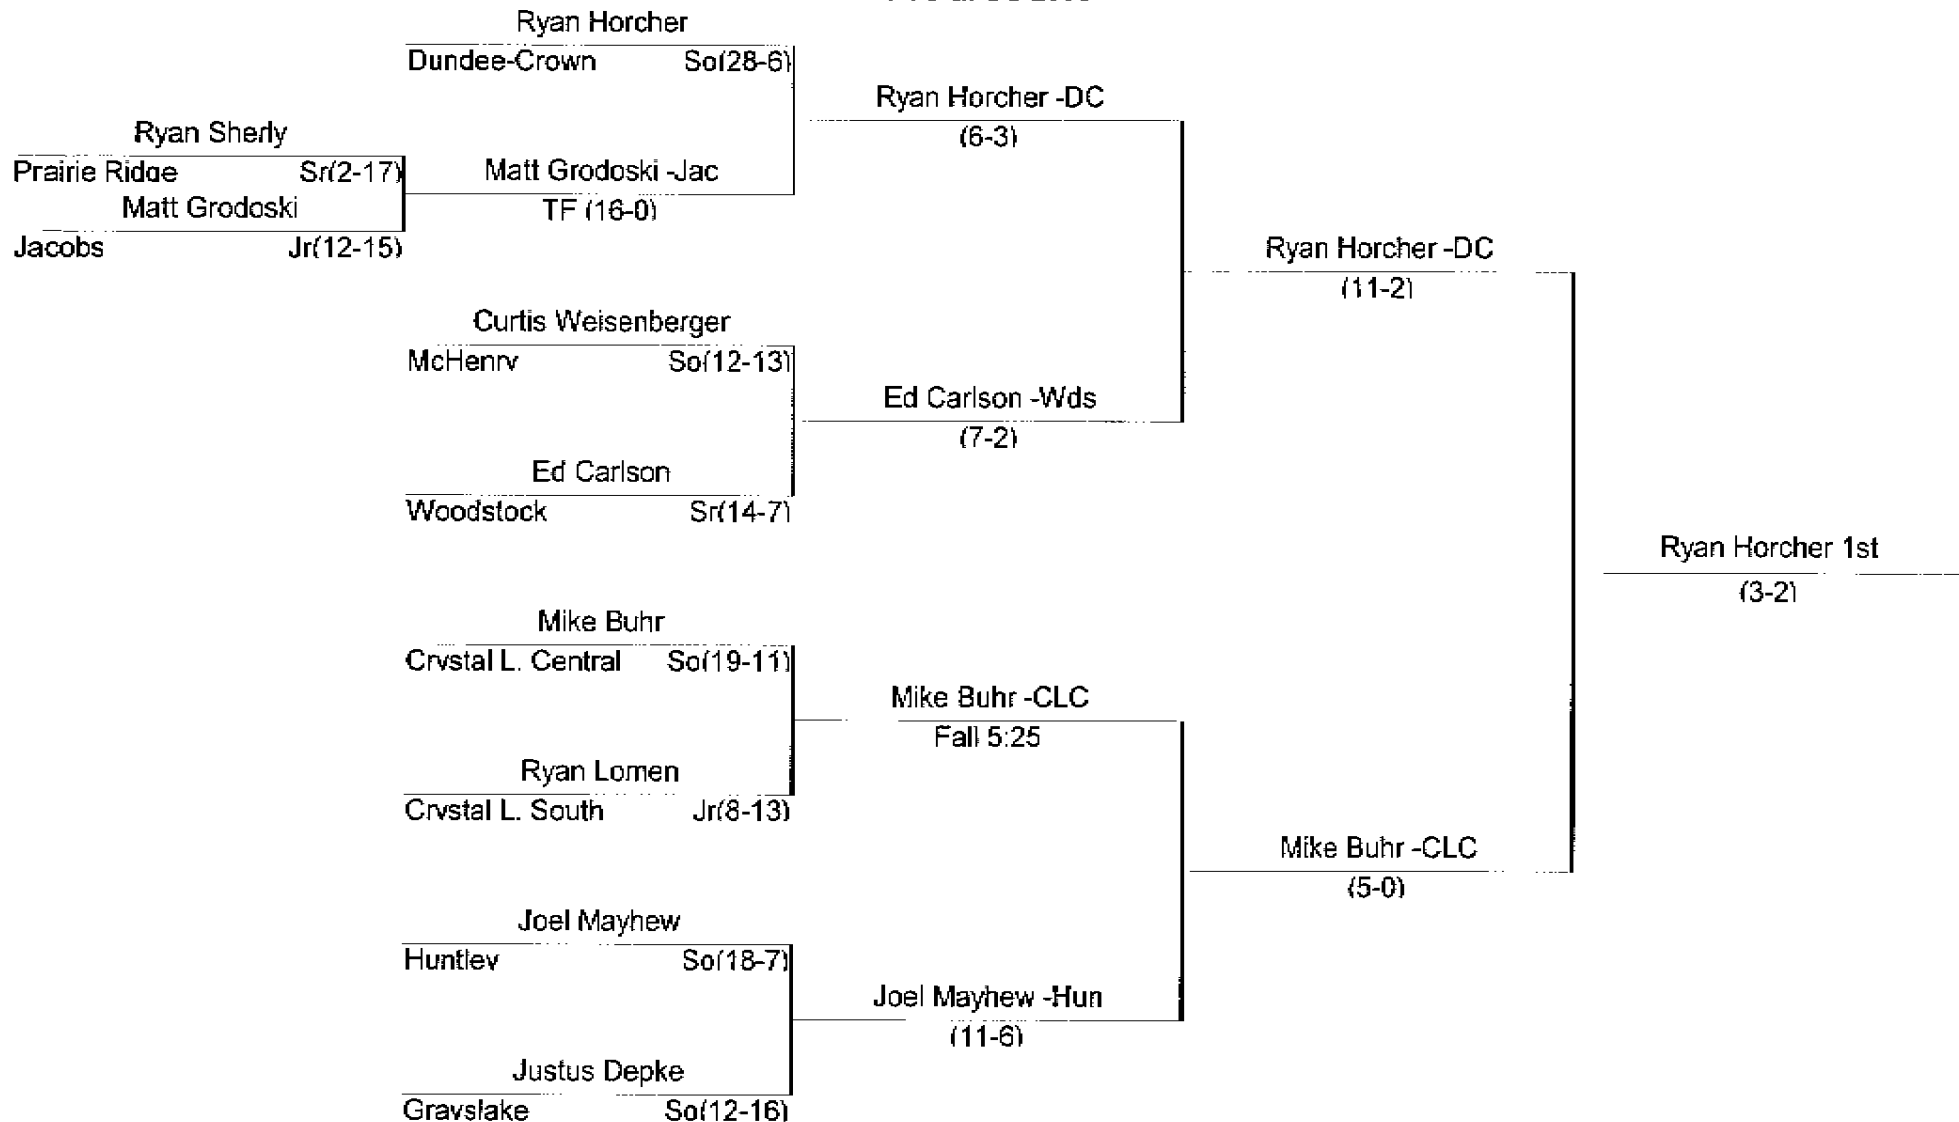 Ryan Horcher
Dundee-Crown So(28-6)
Ryan Horcher -DC
(6-3)
Ryan Sherly
Prairie Ridge Sr(2-17)
Matt Grodoski -Jac
TF (16-0)
Matt Grodoski
Jacobs Jr(12-15)
Ryan Horcher -DC
(11-2)
Curtis Weisenberger
McHenry So(12-13)
Ed Carlson -Wds
(7-2)
Ed Carlson
Woodstock Sr(14-7)
Ryan Horcher 1st
(3-2)
Mike Buhr
Crystal L. Central So(19-11)
Mike Buhr -CLC
Fall 5:25
Ryan Lomen
Crystal L. South Jr(8-13)
Mike Buhr -CLC
(5-0)
Joel Mayhew
Huntley So(18-7)
Joel Mayhew -Hun
(11-6)
Justus Depke
Grayslake So(12-16)